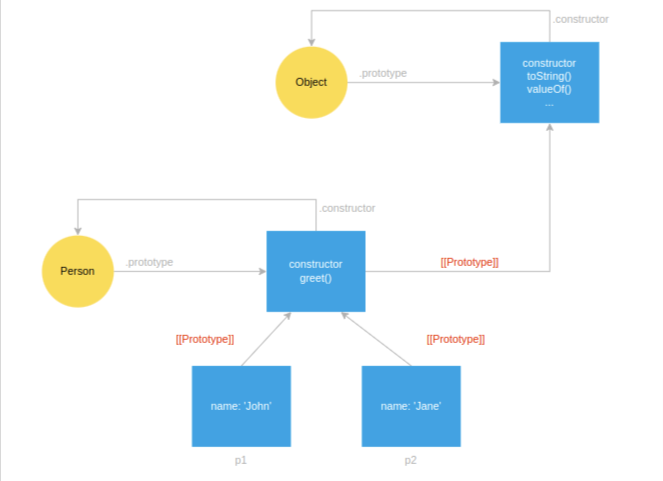 .constructor
Object
.prototype
constructor
toString()
valueOf()
...
.constructor
Person
.prototype
constructor
greet()
[[Prototype]]
[[Prototype]]
[[Prototype]]
name: 'John'
name: 'Jane'
p1
p2